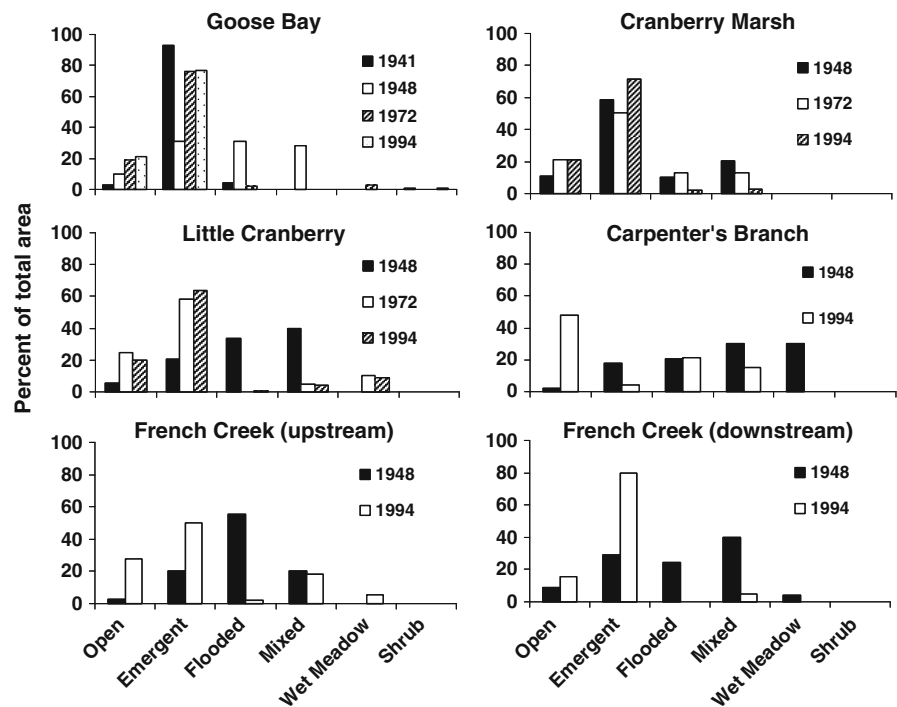 Goose Bay
100
80
60
40
20
0
1941
1948
1972
1994
Cranberry Marsh
100
80
60
40
20
0
1948
1972
1994
Percent of total area
Little Cranberry
100
80
60
40
20
0
1948
1972
1994
Carpenter's Branch
100
80
60
40
20
0
1948
1994
French Creek (upstream)
100
80
60
40
20
0
1948
1994
Open
Emergent
Flooded
Mixed
Wet Meadow
Shrub
French Creek (downstream)
100
80
60
40
20
0
1948
1994
Open
Emergent
Flooded
Mixed
Wet Meadow
Shrub